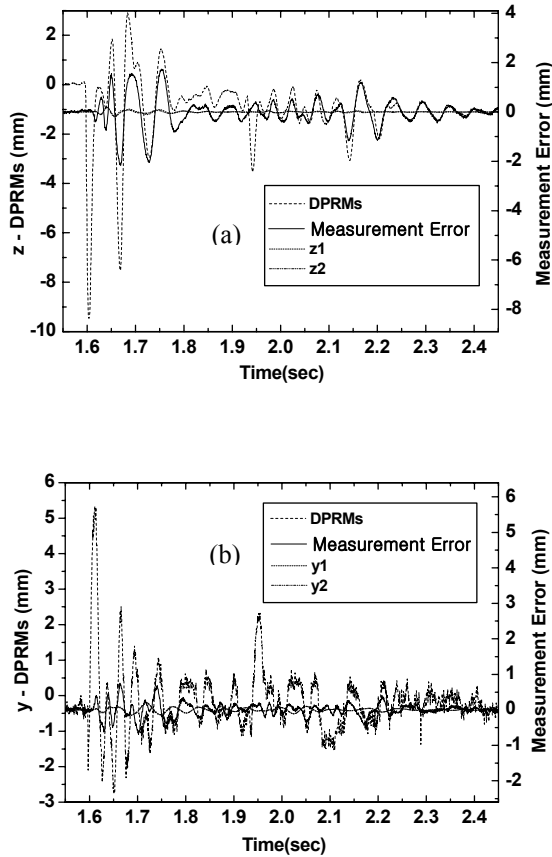 4
2
0
-2
-4
-6
-8
-10
z - DPRMs (mm)
4
2
0
-2
-4
-6
-8
Measurement Error (mm)
(a)
DPRMs
Measurement Error
z1
z2
1.6 1.7 1.8 1.9 2.0 2.1 2.2 2.3 2.4
Time(sec)
6
5
4
3
2
1
0
-1
-2
-3
y - DPRMs (mm)
6
5
4
3
2
1
0
-1
-2
Measurement Error (mm)
(b)
DPRMs
Measurement Error
y1
y2
1.6 1.7 1.8 1.9 2.0 2.1 2.2 2.3 2.4
Time(sec)